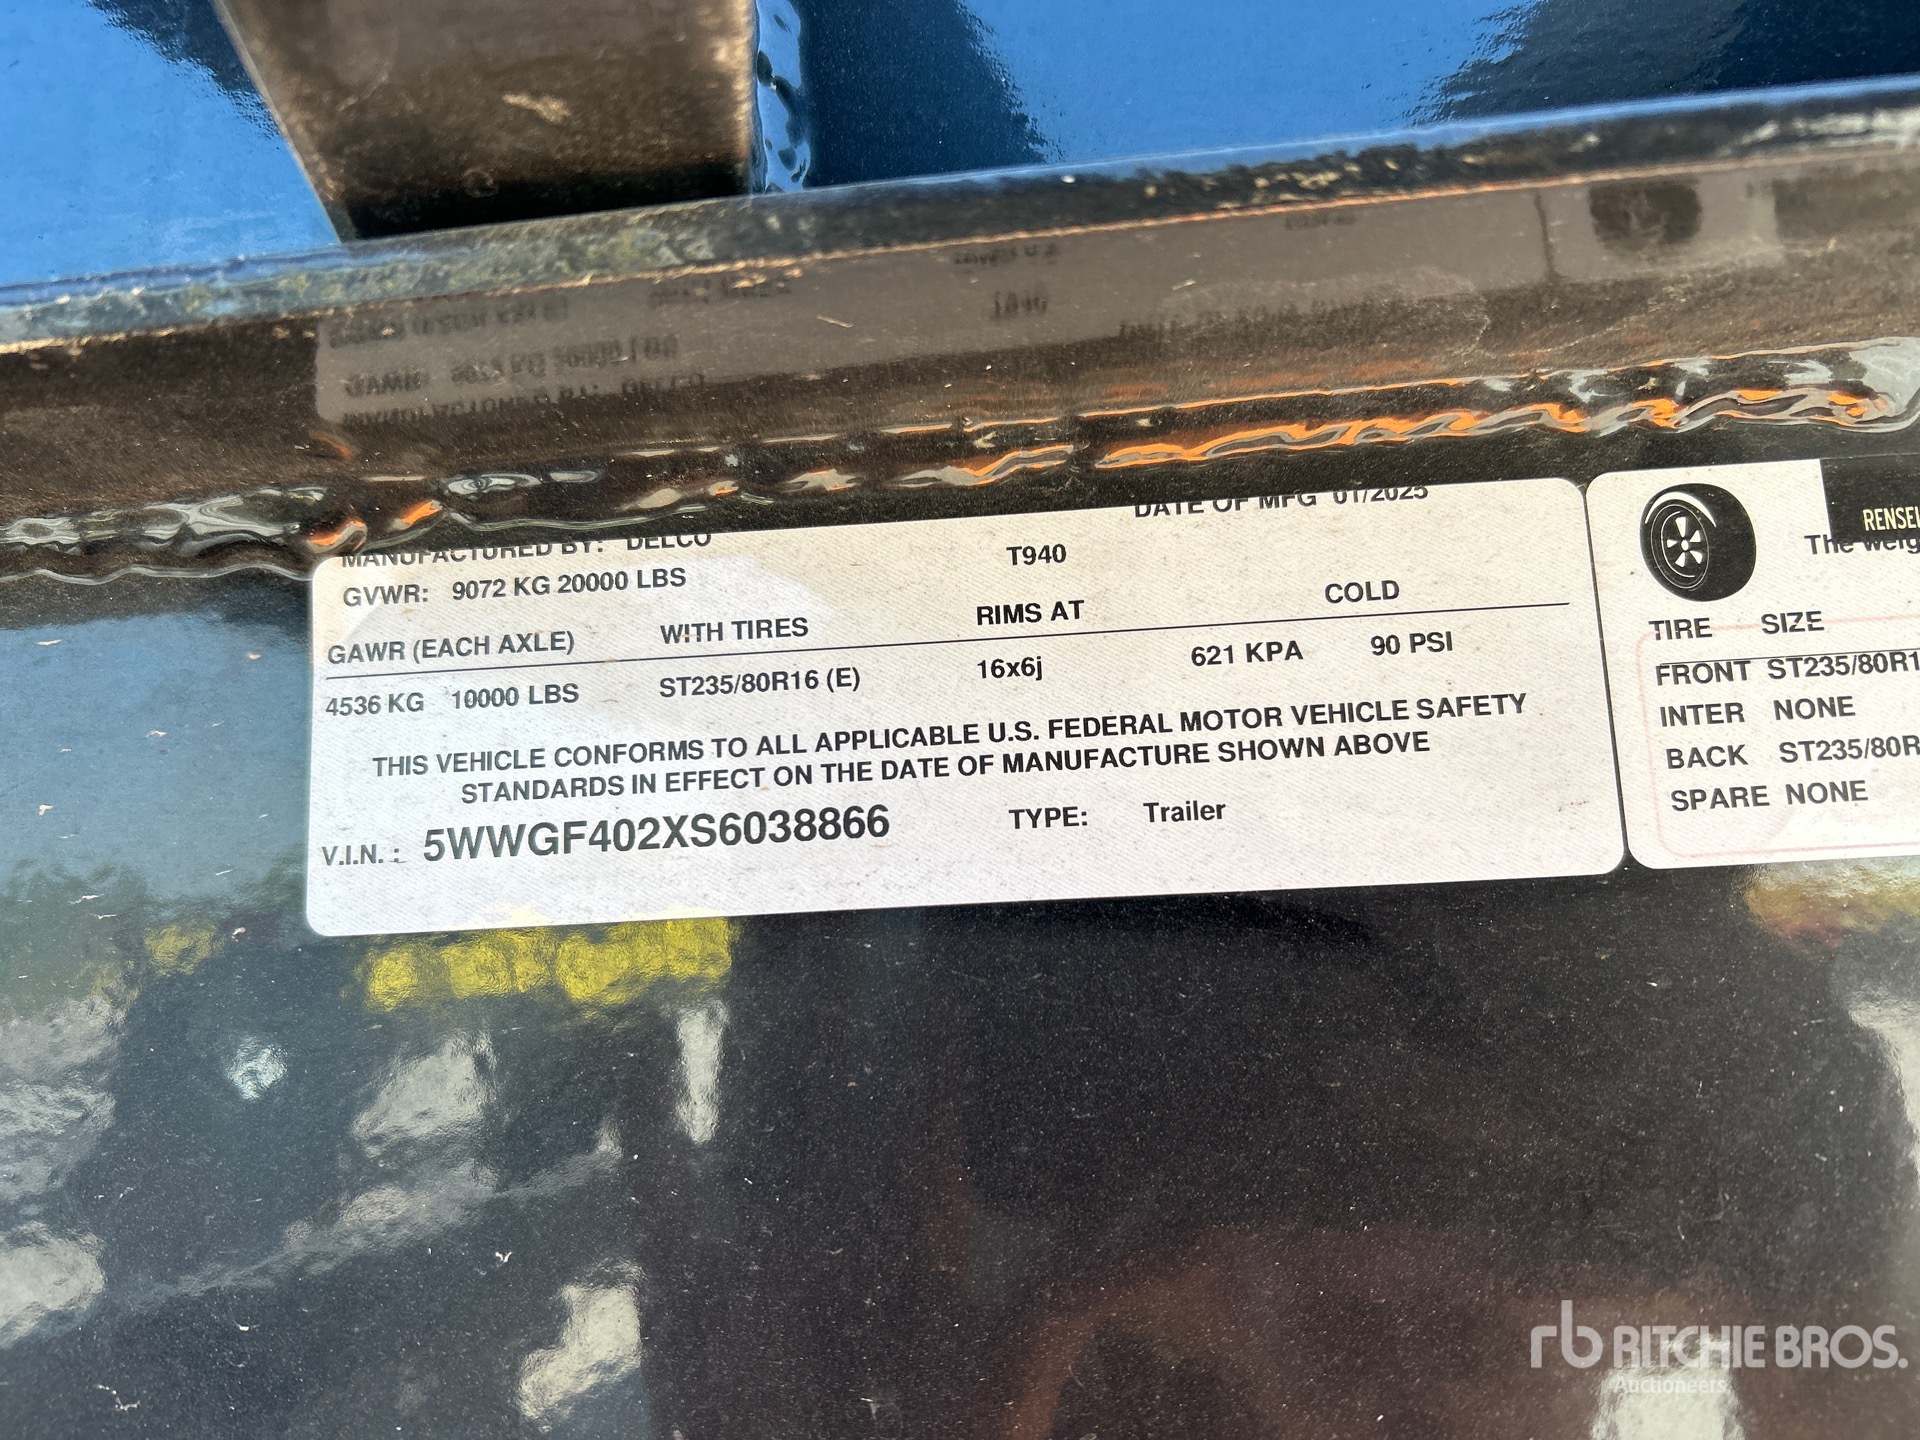 DATE OF MFG 01/2025
MANUFACTURED BY: DELCO
GVWR: 9072 KG 20000 LBS T940
GAWR (EACH AXLE) WITH TIRES RIMS AT COLD
4536 KG 10000 LBS ST235/80R16 (E) 16x6j 621 KPA 90 PSI
THIS VEHICLE CONFORMS TO ALL APPLICABLE U.S. FEDERAL MOTOR VEHICLE SAFETY
STANDARDS IN EFFECT ON THE DATE OF MANUFACTURE SHOWN ABOVE
V.I.N. : 5WWGF402XS6038866 TYPE: Trailer
The
TIRE SIZE
FRONT ST235/80R1
INTER NONE
BACK ST235/80R
SPARE NONE
rb RITCHIE BROS.
Auctioneers